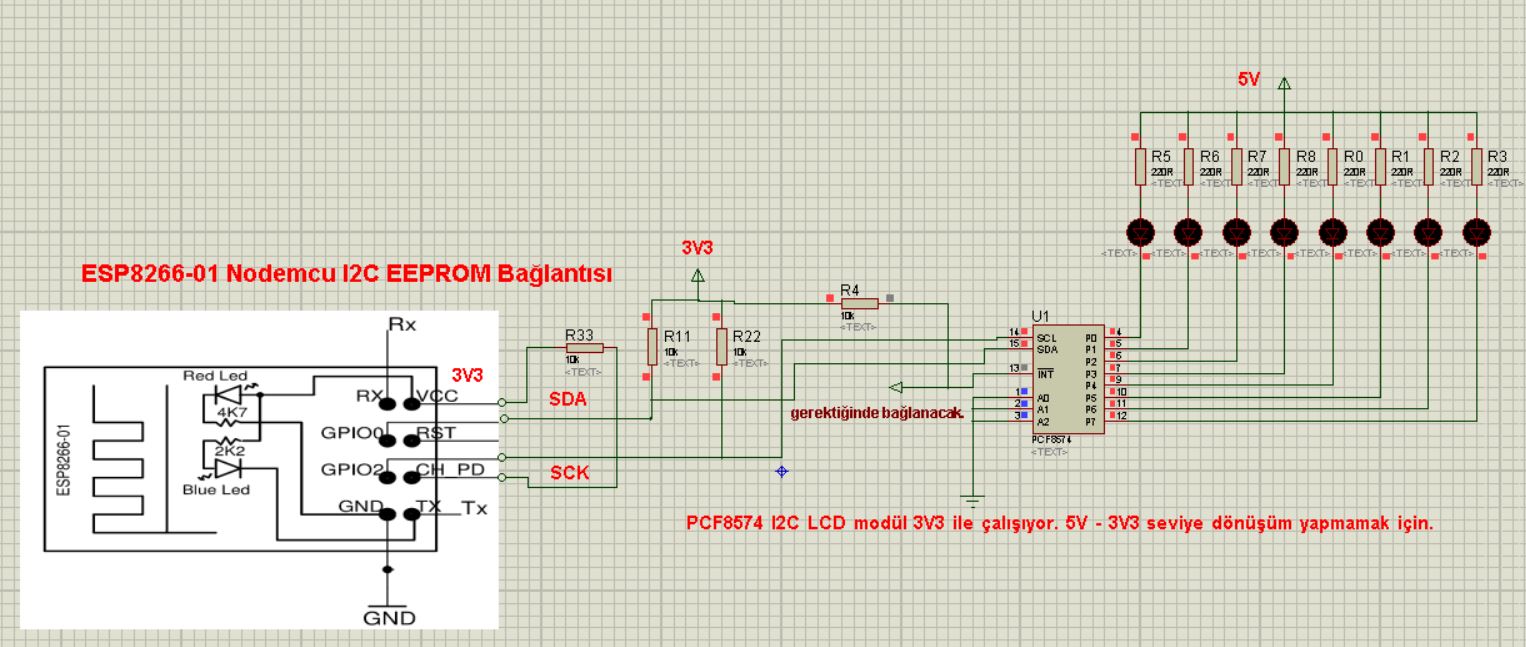 5V
R5 R6 R7 R8 R0 R1 R2 R3
220R 220R 220R 220R 220R 220R 220R 220R
<TEXT> <TEXT> <TEXT> <TEXT> <TEXT> <TEXT> <TEXT> <TEXT>
<TEXT> <TEXT> <TEXT> <TEXT> <TEXT> <TEXT> <TEXT> <TEXT>
3V3
ESP8266-01 Nodemcu I2C EEPROM Bağlantısı
R4
10k
<TEXT>
R33
10k
<TEXT>
R11
10k
<TEXT>
R22
10k
<TEXT>
U1
14 SCL P0 4
15 SDA P1 5
P2 6
13 INT P3 7
P4 9
1 A0 P5 10
2 A1 P6 11
3 A2 P7 12
PCF8574
<TEXT>
gerektiğinde bağlanacak.
Rx
3V3
SDA
SCK
Red Led
4K7
2K2
Blue Led
ESP8266-01
RX VCC
GPIO0 RST
GPIO2 CH_PD
GND TX Tx
GND
PCF8574 I2C LCD modül 3V3 ile çalışıyor. 5V - 3V3 seviye dönüşüm yapmamak için.